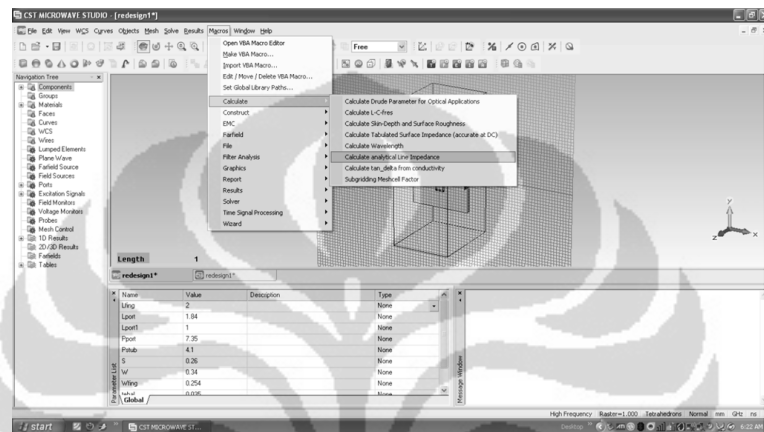 CST MICROWAVE STUDIO - [redesign1*]
File Edit View WCS Curves Objects Mesh Solve Results Macros Window Help
Free
Navigation Tree
Components
Groups
Materials
Faces
Curves
WCS
Wires
Lumped Elements
Plane Wave
Farfield Source
Field Sources
Ports
Excitation Signals
Field Monitors
Voltage Monitors
Probes
Mesh Control
1D Results
2D/3D Results
Farfields
Tables
Open VBA Macro Editor
Make VBA Macro...
Import VBA Macro...
Edit / Move / Delete VBA Macro...
Set Global Library Paths...
Calculate
Construct
EMC
Farfield
File
Filter Analysis
Graphics
Report
Results
Solver
Time Signal Processing
Wizard
Calculate Drude Parameter for Optical Applications
Calculate L-C-fres
Calculate Skin-Depth and Surface Roughness
Calculate Tabulated Surface Impedance (accurate at DC)
Calculate Wavelength
Calculate analytical Line Impedance
Calculate tan_delta from conductivity
Subgridding Meshcell Factor
y
z
x
Length 1
redesign1* redesign1*
Name Value Description Type
2 None
Lport 1.84 None
Lport1 1 None
Pport 7.35 None
Pstub 4.1 None
S 0.26 None
W 0.34 None
Wfing 0.254 None
0.035 None
Global
Parameter List
Message Window
High Frequency Raster=1.000 Tetrahedrons Normal mm GHz ns
start
CST MICROWAVE ST...
Desktop
6:22 AM